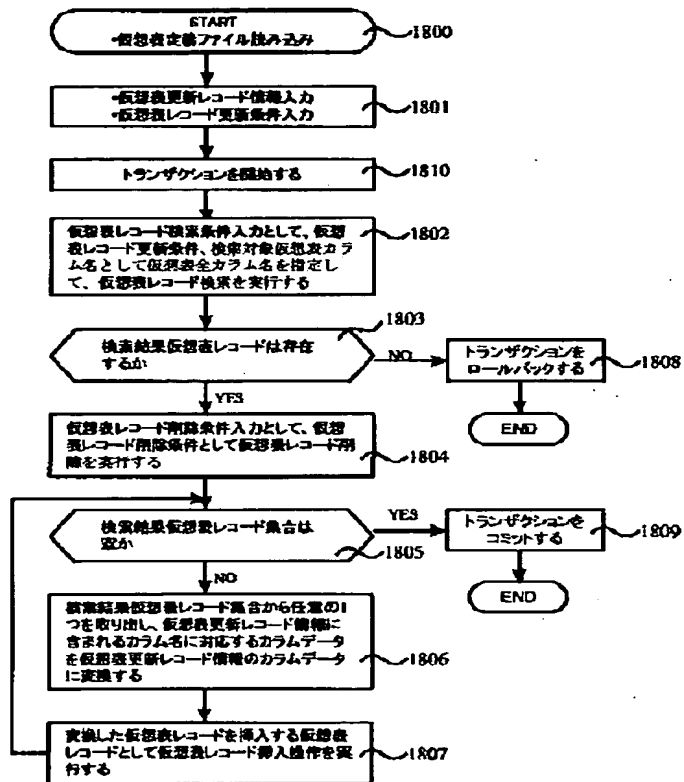 START
・仮想表定義ファイル読み込み
1800
・仮想表更新レコード情報入力
・仮想表レコード更新条件入力
1801
トランザクションを開始する
1810
仮想表レコード検索条件入力として、仮想
表レコード更新条件、検索対象仮想表カラ
ム名として仮想表全カラム名を指定し
て、仮想表レコード検索を実行する
1802
検索結果仮想表レコードは存在
するか
1803
NO
トランザクションを
ロールバックする
1808
END
YES
仮想表レコード削除条件入力として、仮想
表レコード削除条件として仮想表レコード削
除を実行する
1804
検索結果仮想表レコード集合は
空か
1805
YES
トランザクションを
コミットする
1809
END
NO
検索結果仮想表レコード集合から任意の1
つを取り出し、仮想表更新レコード情報に
含まれるカラム名に対応するカラムデータ
を仮想表更新レコード情報のカラムデータ
に変換する
1806
変換した仮想表レコードを挿入する仮想表
レコードとして仮想表レコード挿入操作を実
行する
1807